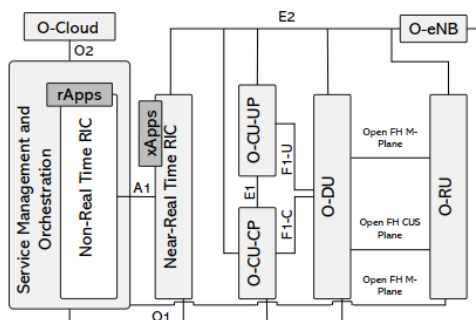 O-Cloud
E2
O-eNB
O2
Service Management and
Orchestration
rApps
Non-Real Time RIC
A1
xApps
Near-Real Time RIC
O-CU-UP
E1
O-CU-CP
F1-U
F1-C
O-DU
Open FH M-
Plane
Open FH CUS
Plane
Open FH M-
Plane
O-RU
O1